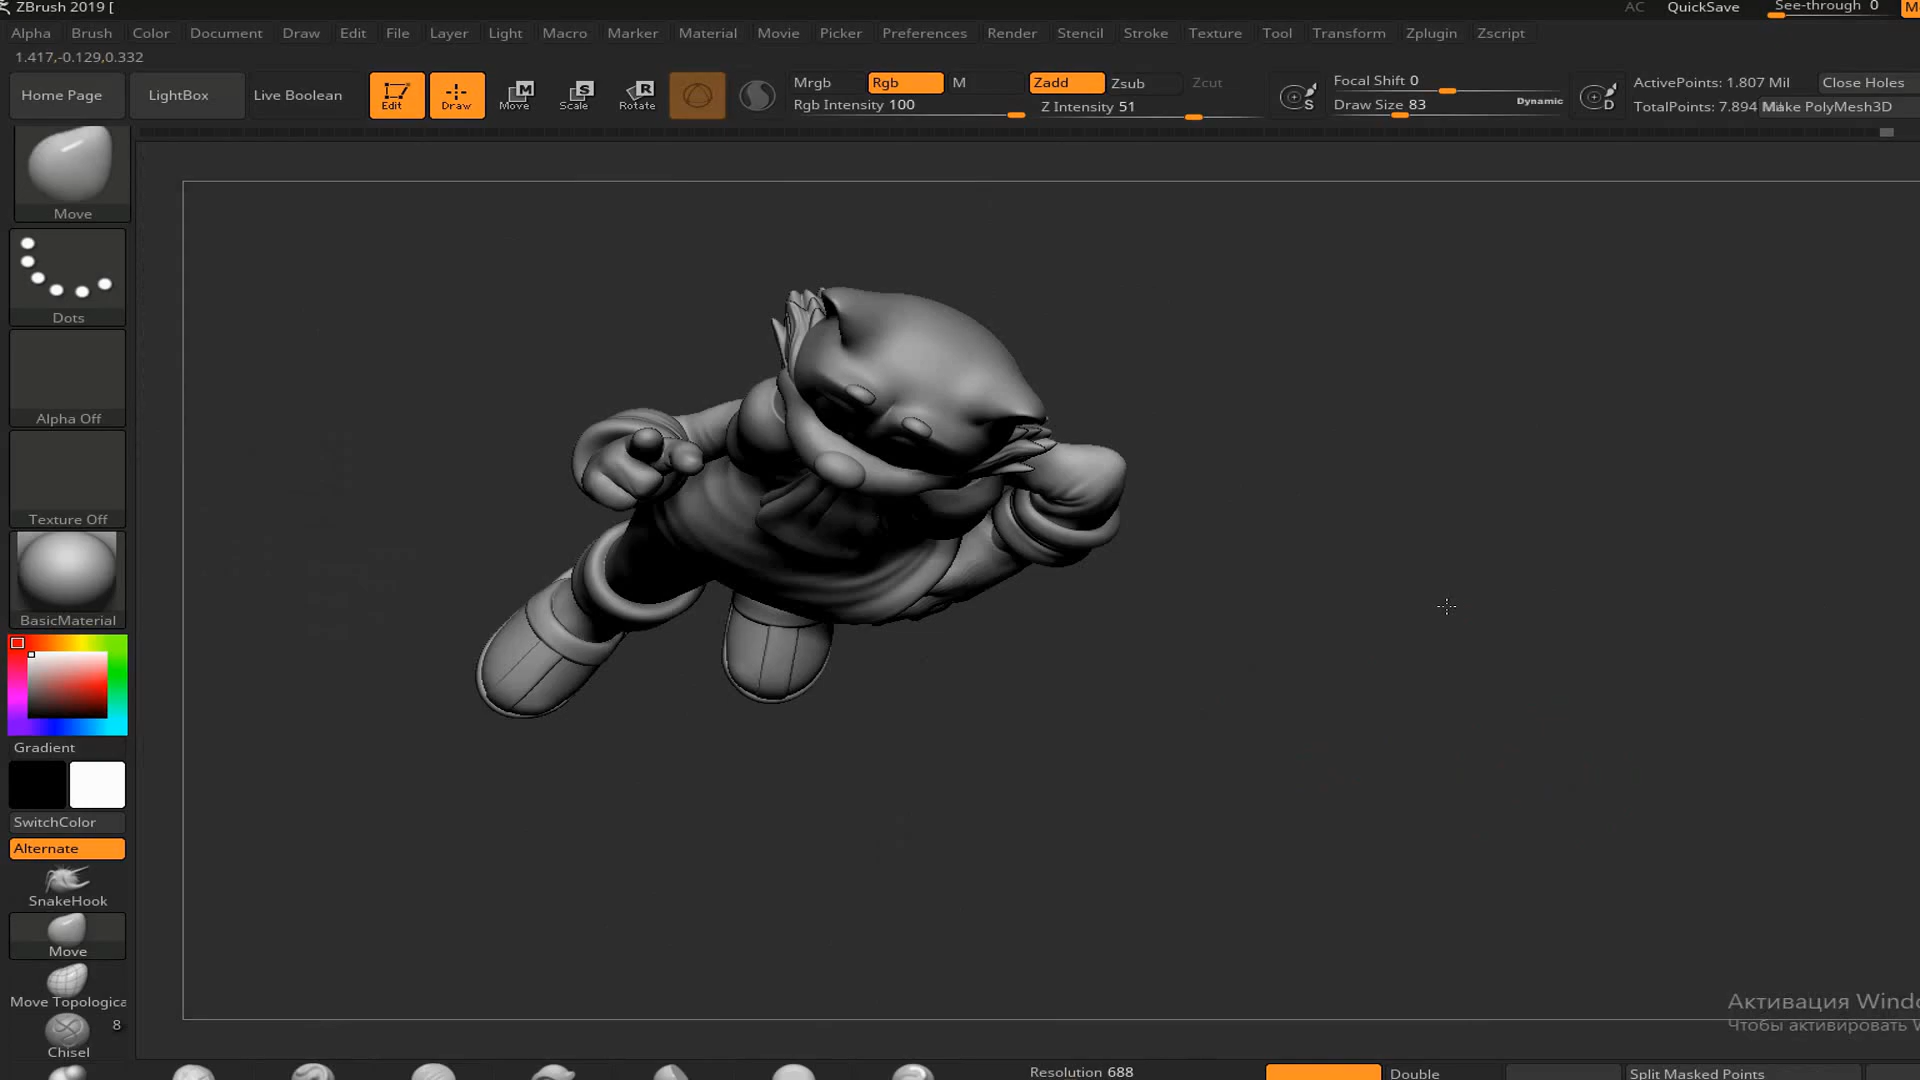 ZBrush 2019 [
AC QuickSave See-through 0
Alpha Brush Color Document Draw Edit File Layer Light Macro Marker Material Movie Picker Preferences Render Stencil Stroke Texture Tool Transform Zplugin Zscript
1.417,-0.129,0.332
Home Page LightBox Live Boolean Edit Draw Move Scale Rotate
Mrgb Rgb M Zadd Zsub Zcut
Rgb Intensity 100 Z Intensity 51
Focal Shift 0
Draw Size 83 Dynamic
ActivePoints: 1.807 Mil Close Holes
TotalPoints: 7.894 Make PolyMesh3D
M
R
S
D
Move
Dots
Alpha Off
Texture Off
BasicMaterial
Gradient
SwitchColor
Alternate
SnakeHook
Move
Move Topologica
8
Chisel
Активация Windo
Чтобы активировать
Resolution 688 Double Split Masked Points